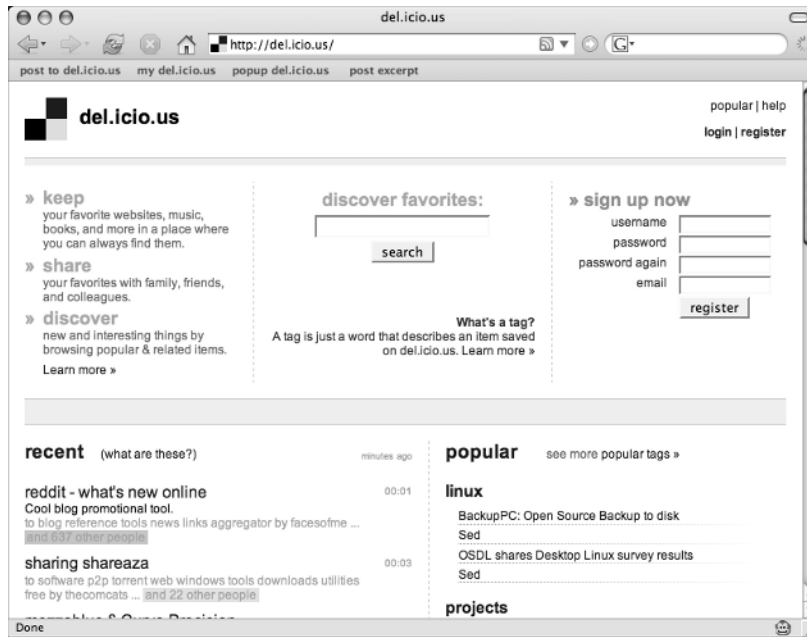 del.icio.us
http://del.icio.us/
G
post to del.icio.us my del.icio.us popup del.icio.us post excerpt
del.icio.us
popular | help
login | register
» keep
your favorite websites, music,
books, and more in a place where
you can always find them.
» share
your favorites with family, friends,
and colleagues.
» discover
new and interesting things by
browsing popular & related items.
Learn more »
discover favorites:
search
What's a tag?
A tag is just a word that describes an item saved
on del.icio.us. Learn more »
» sign up now
username
password
password again
email
register
recent (what are these?) minutes ago
reddit - what's new online 00:01
Cool blog promotional tool.
to blog reference tools news links aggregator by facesofme ...
and 637 other people
sharing shareaza 00:03
to software p2p torrent web windows tools downloads utilities
free by thecomcats ... and 22 other people
popular see more popular tags »
linux
BackupPC: Open Source Backup to disk
Sed
OSDL shares Desktop Linux survey results
Sed
projects
Done